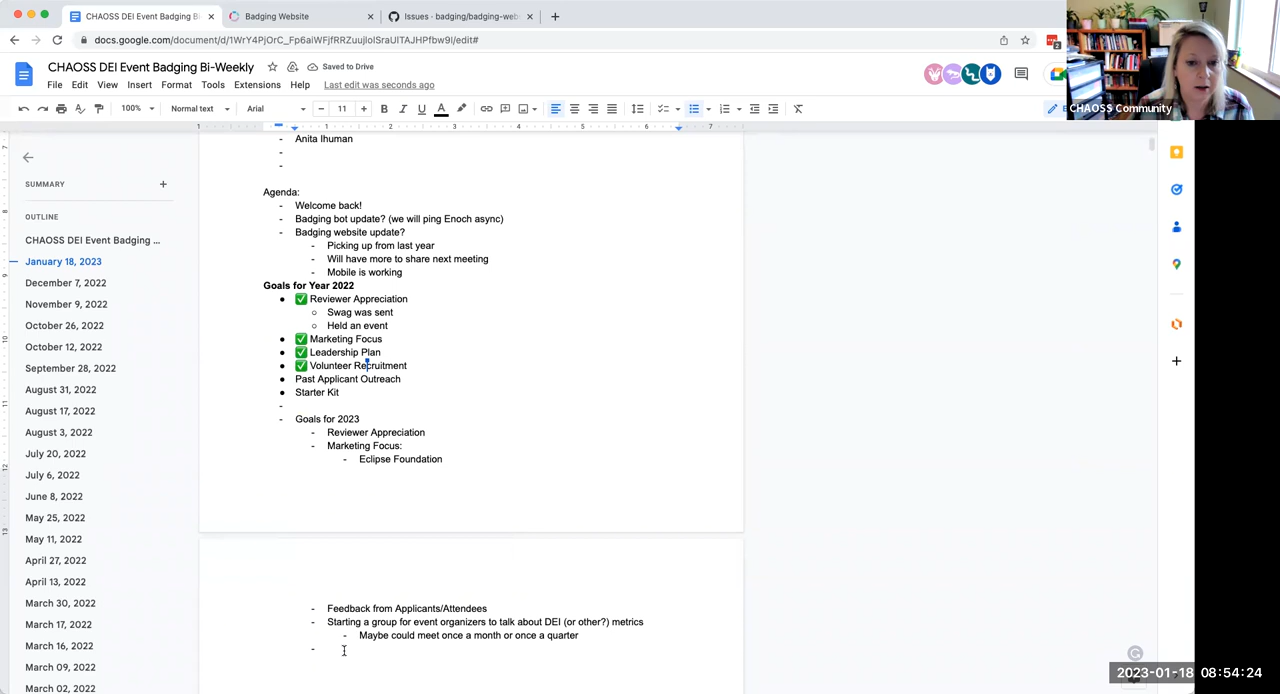 CHAOSS DEI Event Badging Bi
Badging Website
Issues · badging/badging-web
docs.google.com/document/d/1WrY4PjOrC_Fp6aiWFjfRRZuujlolSraUlTAJHPfbw9I/edit#
CHAOSS DEI Event Badging Bi-Weekly
Saved to Drive
File Edit View Insert Format Tools Extensions Help Last edit was seconds ago
100% Normal text Arial 11
CHAOSS Community
SUMMARY
OUTLINE
CHAOSS DEI Event Badging ...
January 18, 2023
December 7, 2022
November 9, 2022
October 26, 2022
October 12, 2022
September 28, 2022
August 31, 2022
August 17, 2022
August 3, 2022
July 20, 2022
July 6, 2022
June 8, 2022
May 25, 2022
May 11, 2022
April 27, 2022
April 13, 2022
March 30, 2022
March 17, 2022
March 16, 2022
March 09, 2022
March 02, 2022
- Anita Ihuman
-
-
Agenda:
- Welcome back!
- Badging bot update? (we will ping Enoch async)
- Badging website update?
- Picking up from last year
- Will have more to share next meeting
- Mobile is working
Goals for Year 2022
● ✅ Reviewer Appreciation
○ Swag was sent
○ Held an event
● ✅ Marketing Focus
● ✅ Leadership Plan
● ✅ Volunteer Recruitment
● Past Applicant Outreach
● Starter Kit
-
- Goals for 2023
- Reviewer Appreciation
- Marketing Focus:
- Eclipse Foundation
- Feedback from Applicants/Attendees
- Starting a group for event organizers to talk about DEI (or other?) metrics
- Maybe could meet once a month or once a quarter
-
2023-01-18 08:54:24